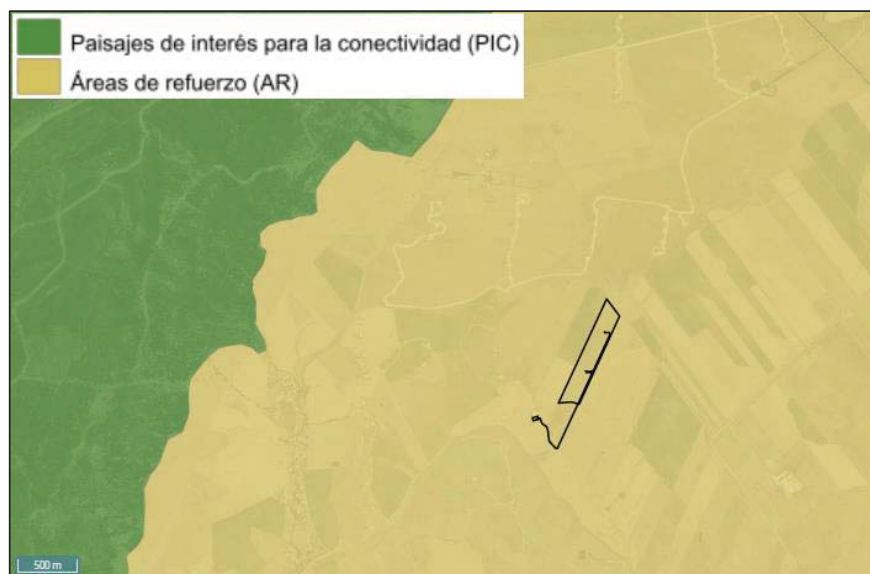 Paisajes de interés para la conectividad (PIC)
Áreas de refuerzo (AR)
500 m